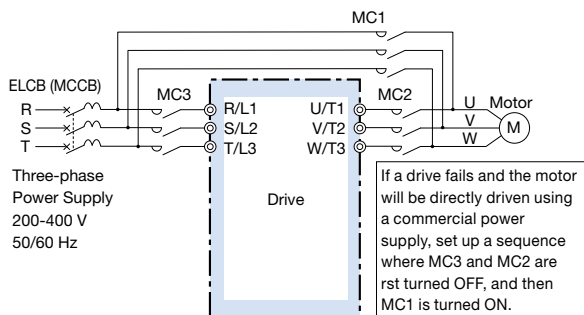 MC1
ELCB (MCCB)
MC3
MC2
R
S
T
R/L1
S/L2
T/L3
U/T1
V/T2
W/T3
U
V
W
Motor
M
Three-phase
Power Supply
200-400 V
50/60 Hz
Drive
If a drive fails and the motor
will be directly driven using
a commercial power
supply, set up a sequence
where MC3 and MC2 are
rst turned OFF, and then
MC1 is turned ON.